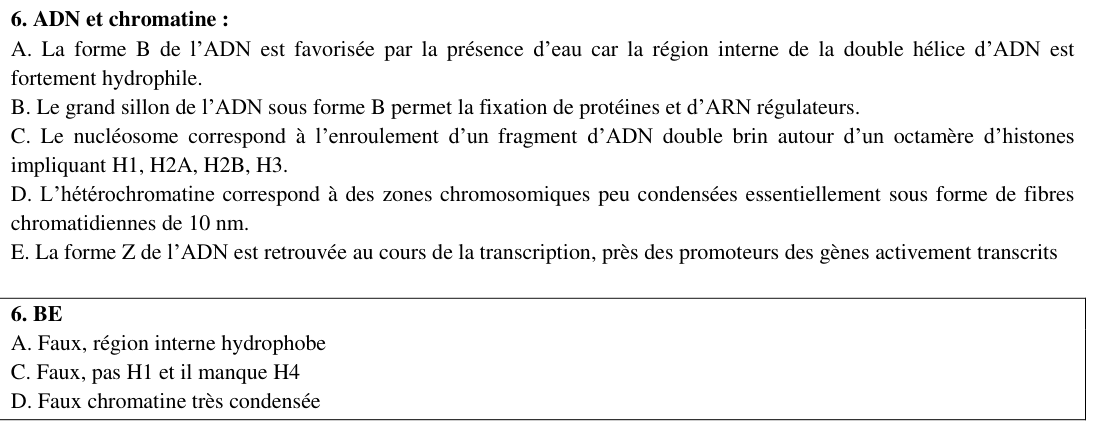 6. ADN et chromatine :
A. La forme B de l’ADN est favorisée par la présence d’eau car la région interne de la double hélice d’ADN est
fortement hydrophile.
B. Le grand sillon de l’ADN sous forme B permet la fixation de protéines et d’ARN régulateurs.
C. Le nucléosome correspond à l’enroulement d’un fragment d’ADN double brin autour d’un octamère d’histones
impliquant H1, H2A, H2B, H3.
D. L’hétérochromatine correspond à des zones chromosomiques peu condensées essentiellement sous forme de fibres
chromatidiennes de 10 nm.
E. La forme Z de l’ADN est retrouvée au cours de la transcription, près des promoteurs des gènes activement transcrits
6. BE
A. Faux, région interne hydrophobe
C. Faux, pas H1 et il manque H4
D. Faux chromatine très condensée